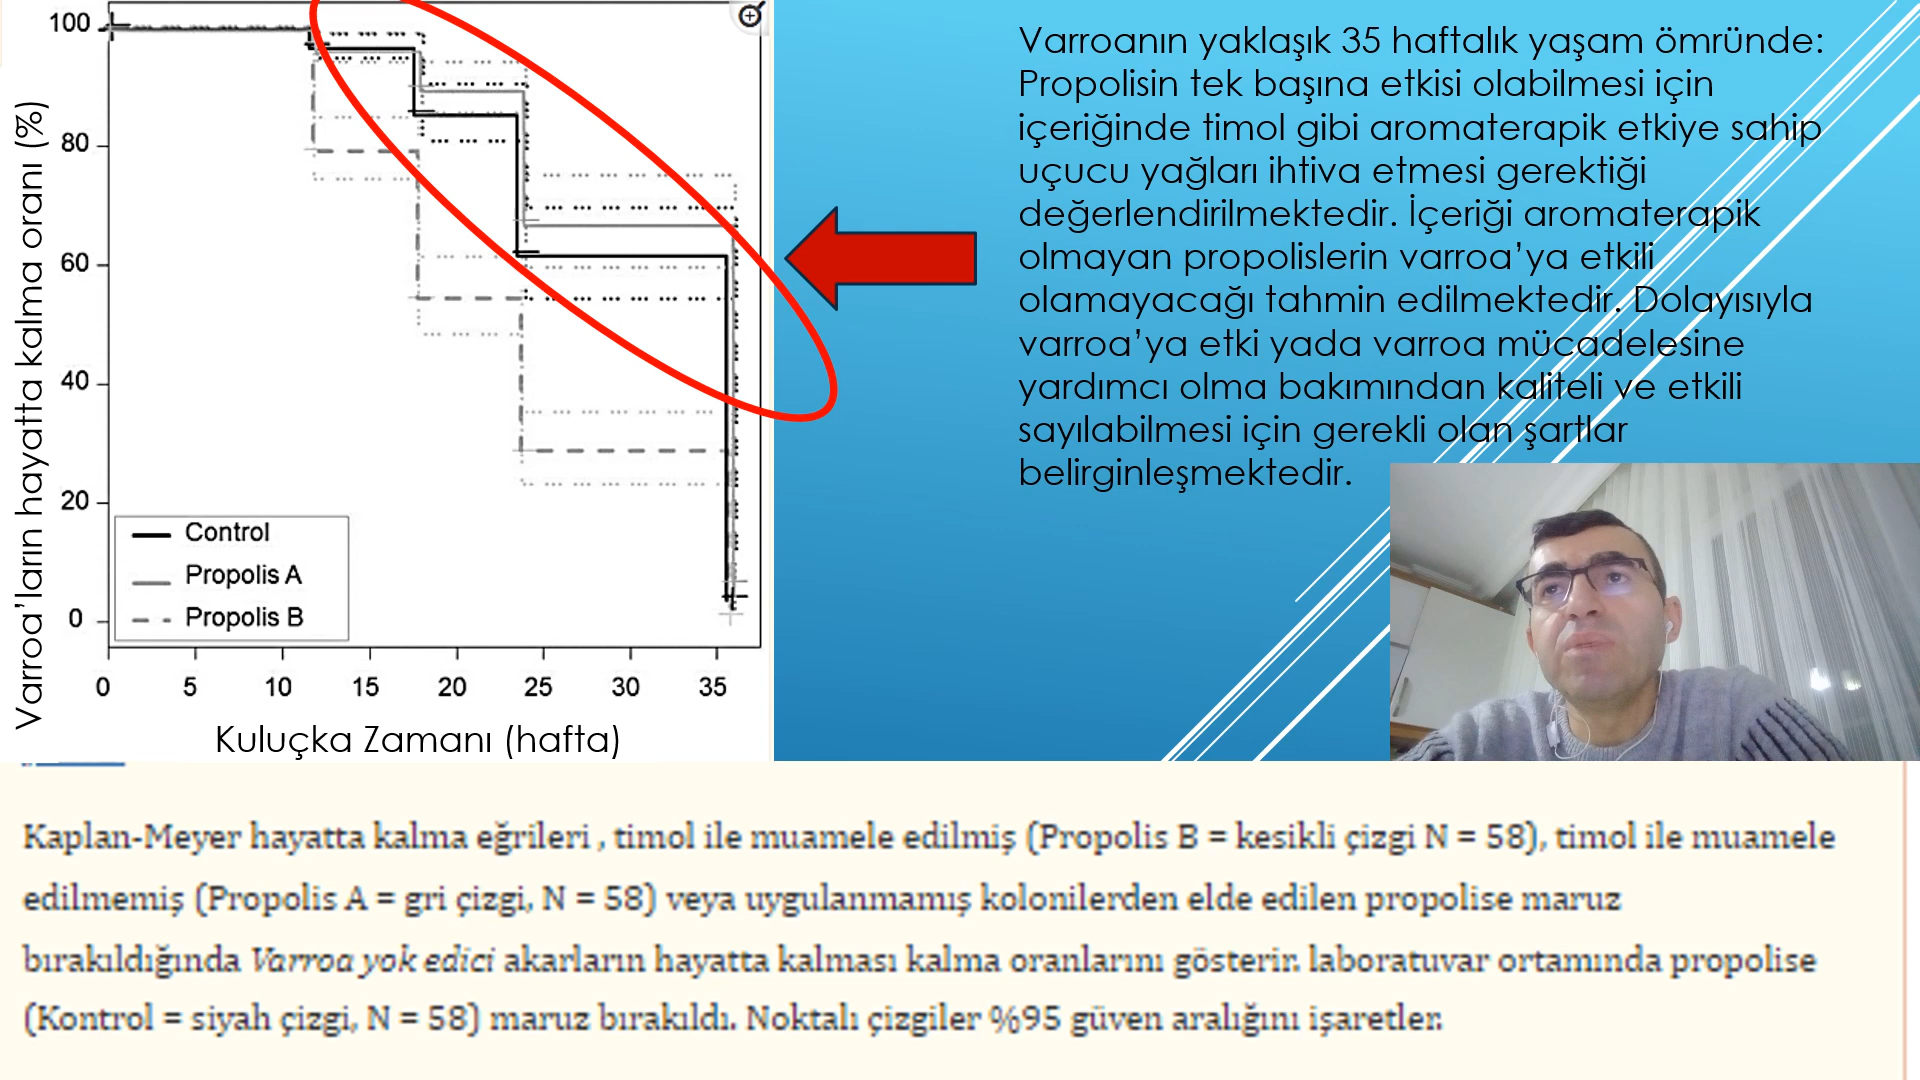 Varroa'ların hayatta kalma oranı (%)
100
80
60
40
20
0
Control
Propolis A
Propolis B
0 5 10 15 20 25 30 35
Kuluçka Zamanı (hafta)
Varroanın yaklaşık 35 haftalık yaşam ömründe:
Propolisin tek başına etkisi olabilmesi için
içeriğinde timol gibi aromaterapik etkiye sahip
uçucu yağları ihtiva etmesi gerektiği
değerlendirilmektedir. İçeriği aromaterapik
olmayan propolislerin varroa'ya etkili
olamayacağı tahmin edilmektedir. Dolayısıyla
varroa'ya etki yada varroa mücadelesine
yardımcı olma bakımından kaliteli ve etkili
sayılabilmesi için gerekli olan şartlar
belirginleşmektedir.
Kaplan-Meyer hayatta kalma eğrileri , timol ile muamele edilmiş (Propolis B = kesikli çizgi N = 58), timol ile muamele
edilmemiş (Propolis A = gri çizgi, N = 58) veya uygulanmamış kolonilerden elde edilen propolise maruz
bırakıldığında Varroa yok edici akarların hayatta kalması kalma oranlarını gösterir. laboratuvar ortamında propolise
(Kontrol = siyah çizgi, N = 58) maruz bırakıldı. Noktalı çizgiler %95 güven aralığını işaretler.